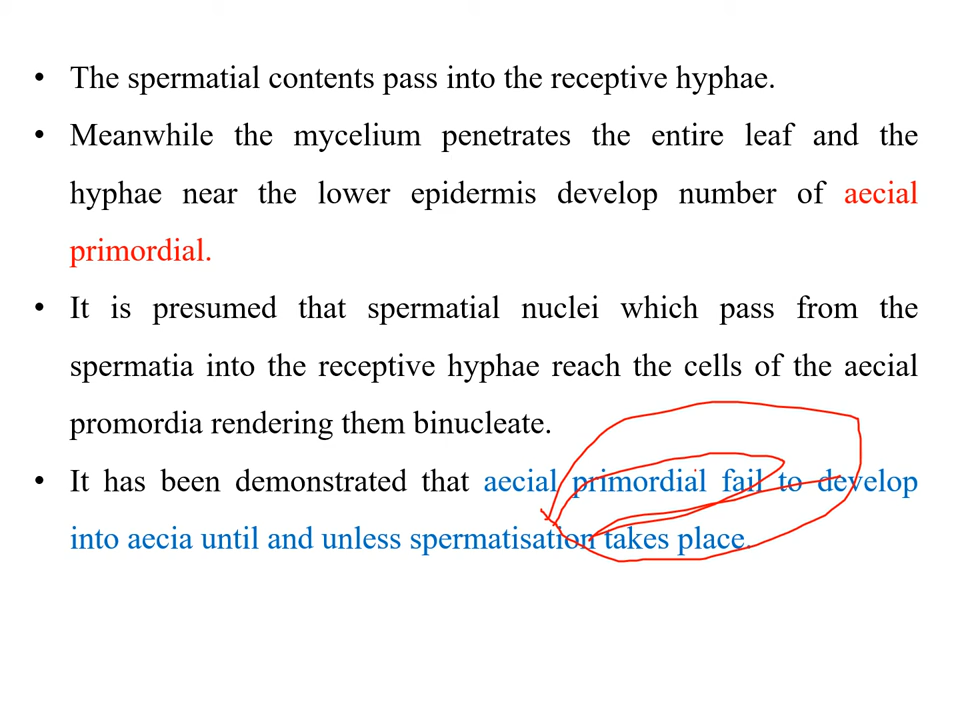 • The spermatial contents pass into the receptive hyphae.
• Meanwhile the mycelium penetrates the entire leaf and the
hyphae near the lower epidermis develop number of aecial
primordial.
• It is presumed that spermatial nuclei which pass from the
spermatia into the receptive hyphae reach the cells of the aecial
promordia rendering them binucleate.
• It has been demonstrated that aecial primordial fail to develop
into aecia until and unless spermatisation takes place.